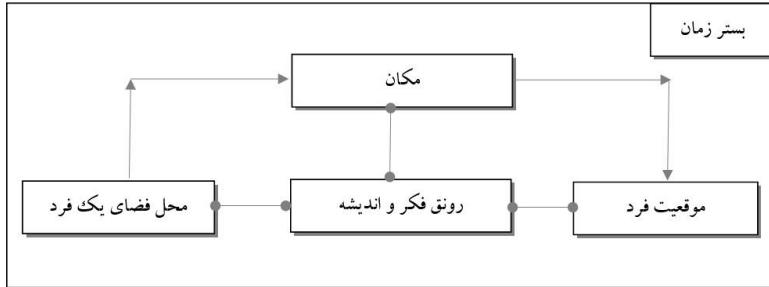 بستر زمان
مکان
موقعیت فرد
رونق فکر و اندیشه
محل فضای یک فرد